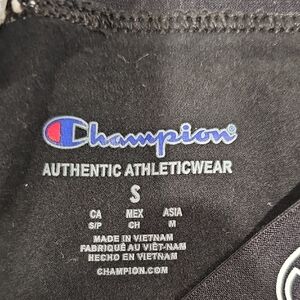 Champion
AUTHENTIC ATHLETICWEAR
S
CA MEX ASIA
S/P CH M
MADE IN VIETNAM
FABRIQUÉ AU VIÊT-NAM
HECHO EN VIETNAM
CHAMPION.COM